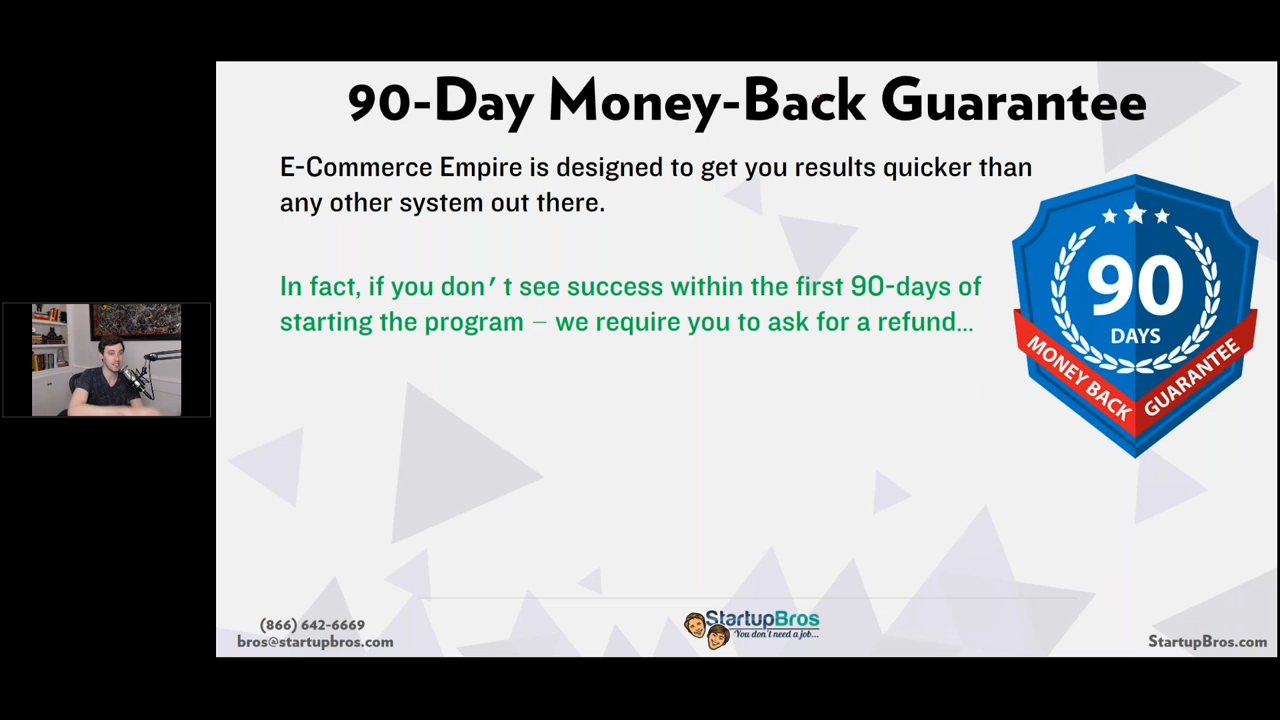 90-Day Money-Back Guarantee
E-Commerce Empire is designed to get you results quicker than
any other system out there.
In fact, if you don’t see success within the first 90-days of
starting the program – we require you to ask for a refund...
90
DAYS
MONEY BACK GUARANTEE
(866) 642-6669
bros@startupbros.com
StartupBros
"You don't need a job...
StartupBros.com